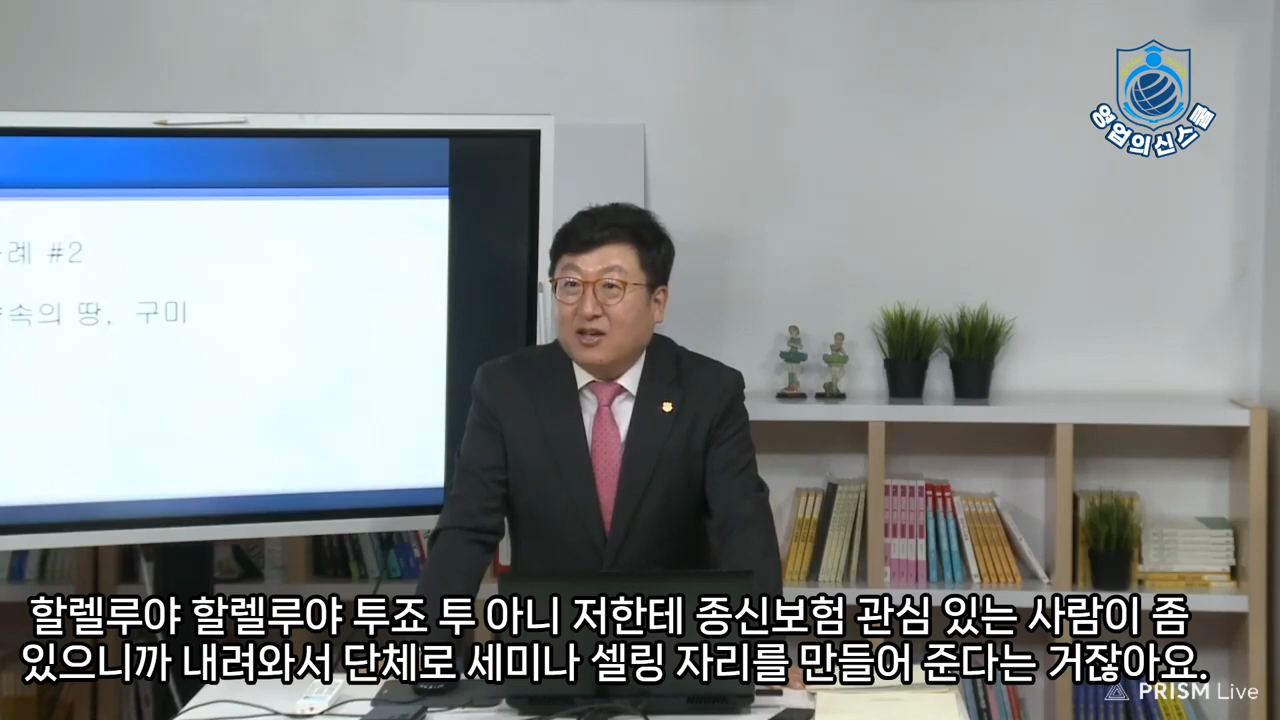 영업의신스쿨
#2
땅, 구미
할렐루야 할렐루야 투죠 투 아니 저한테 종신보험 관심 있는 사람이 좀
있으니까 내려와서 단체로 세미나 셀링 자리를 만들어 준다는 거잖아요.
PRISM Live